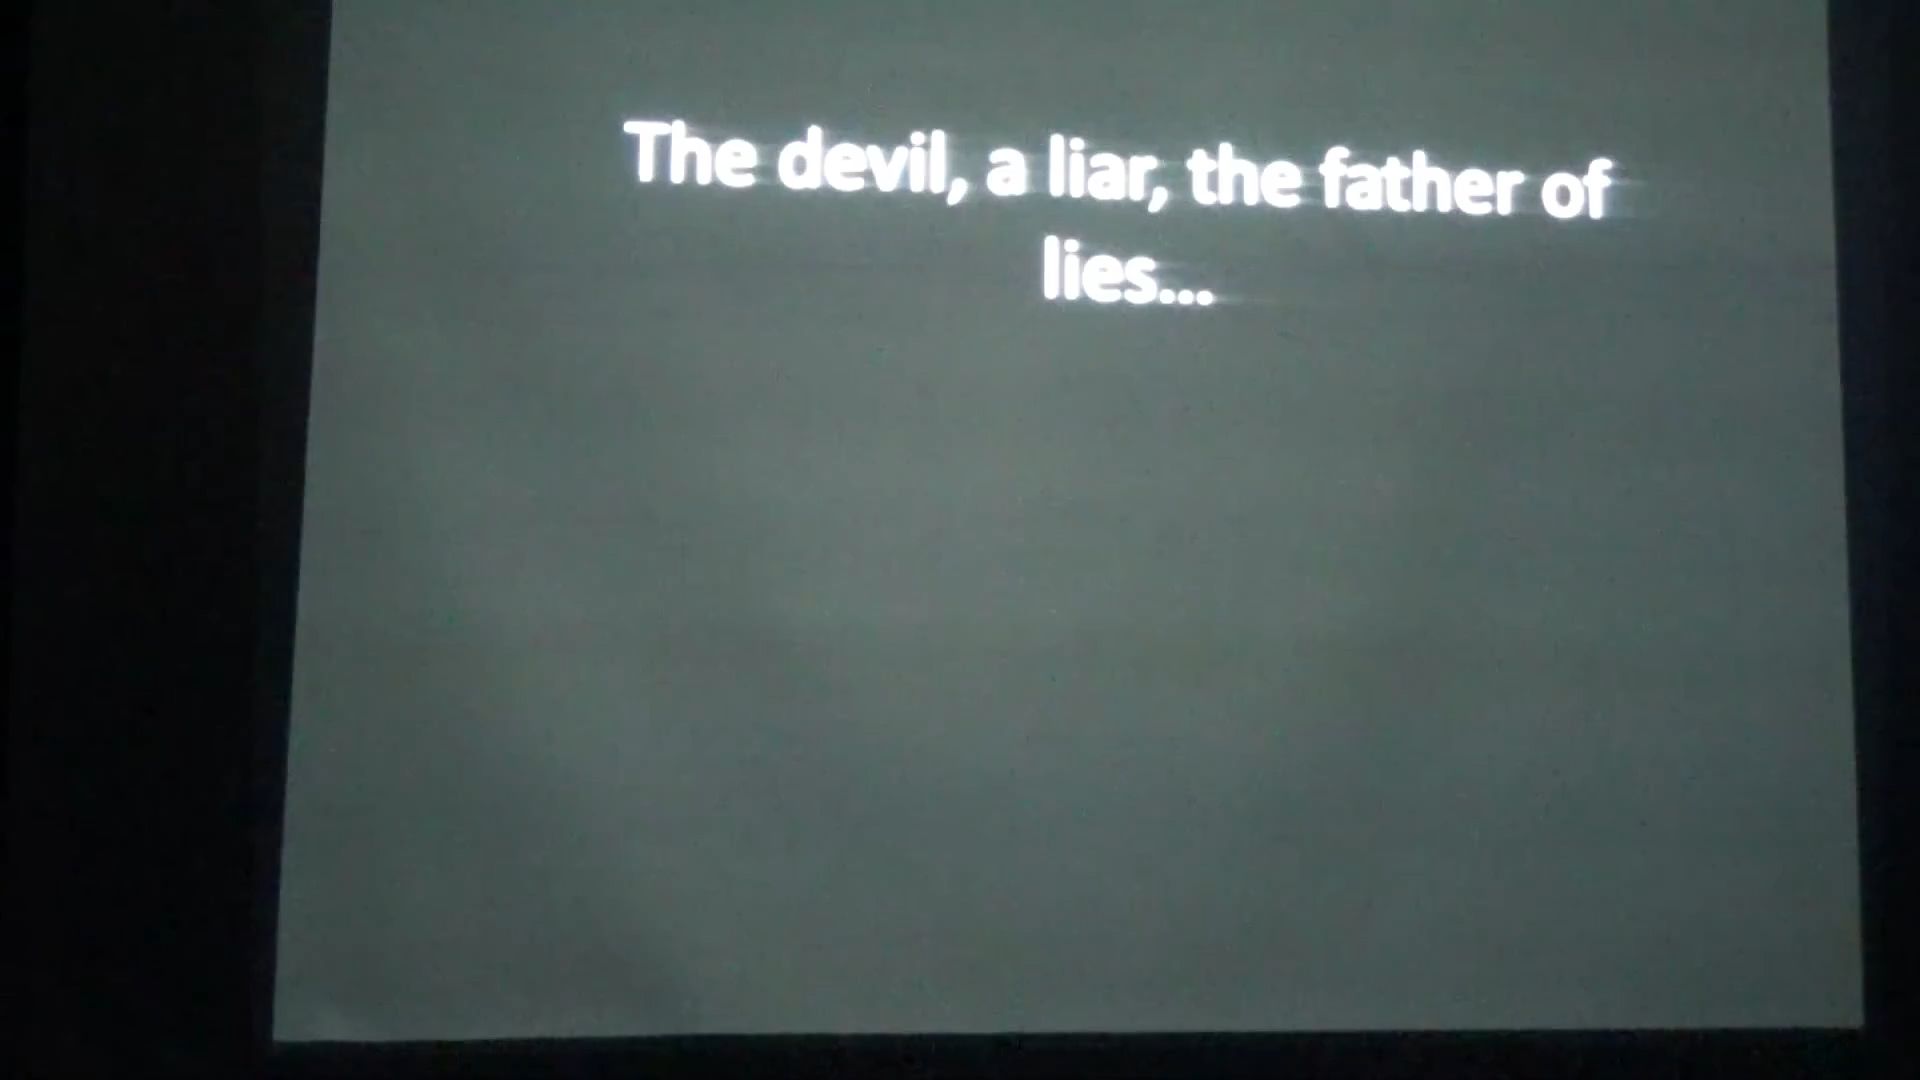 The devil, a liar, the father of
lies...